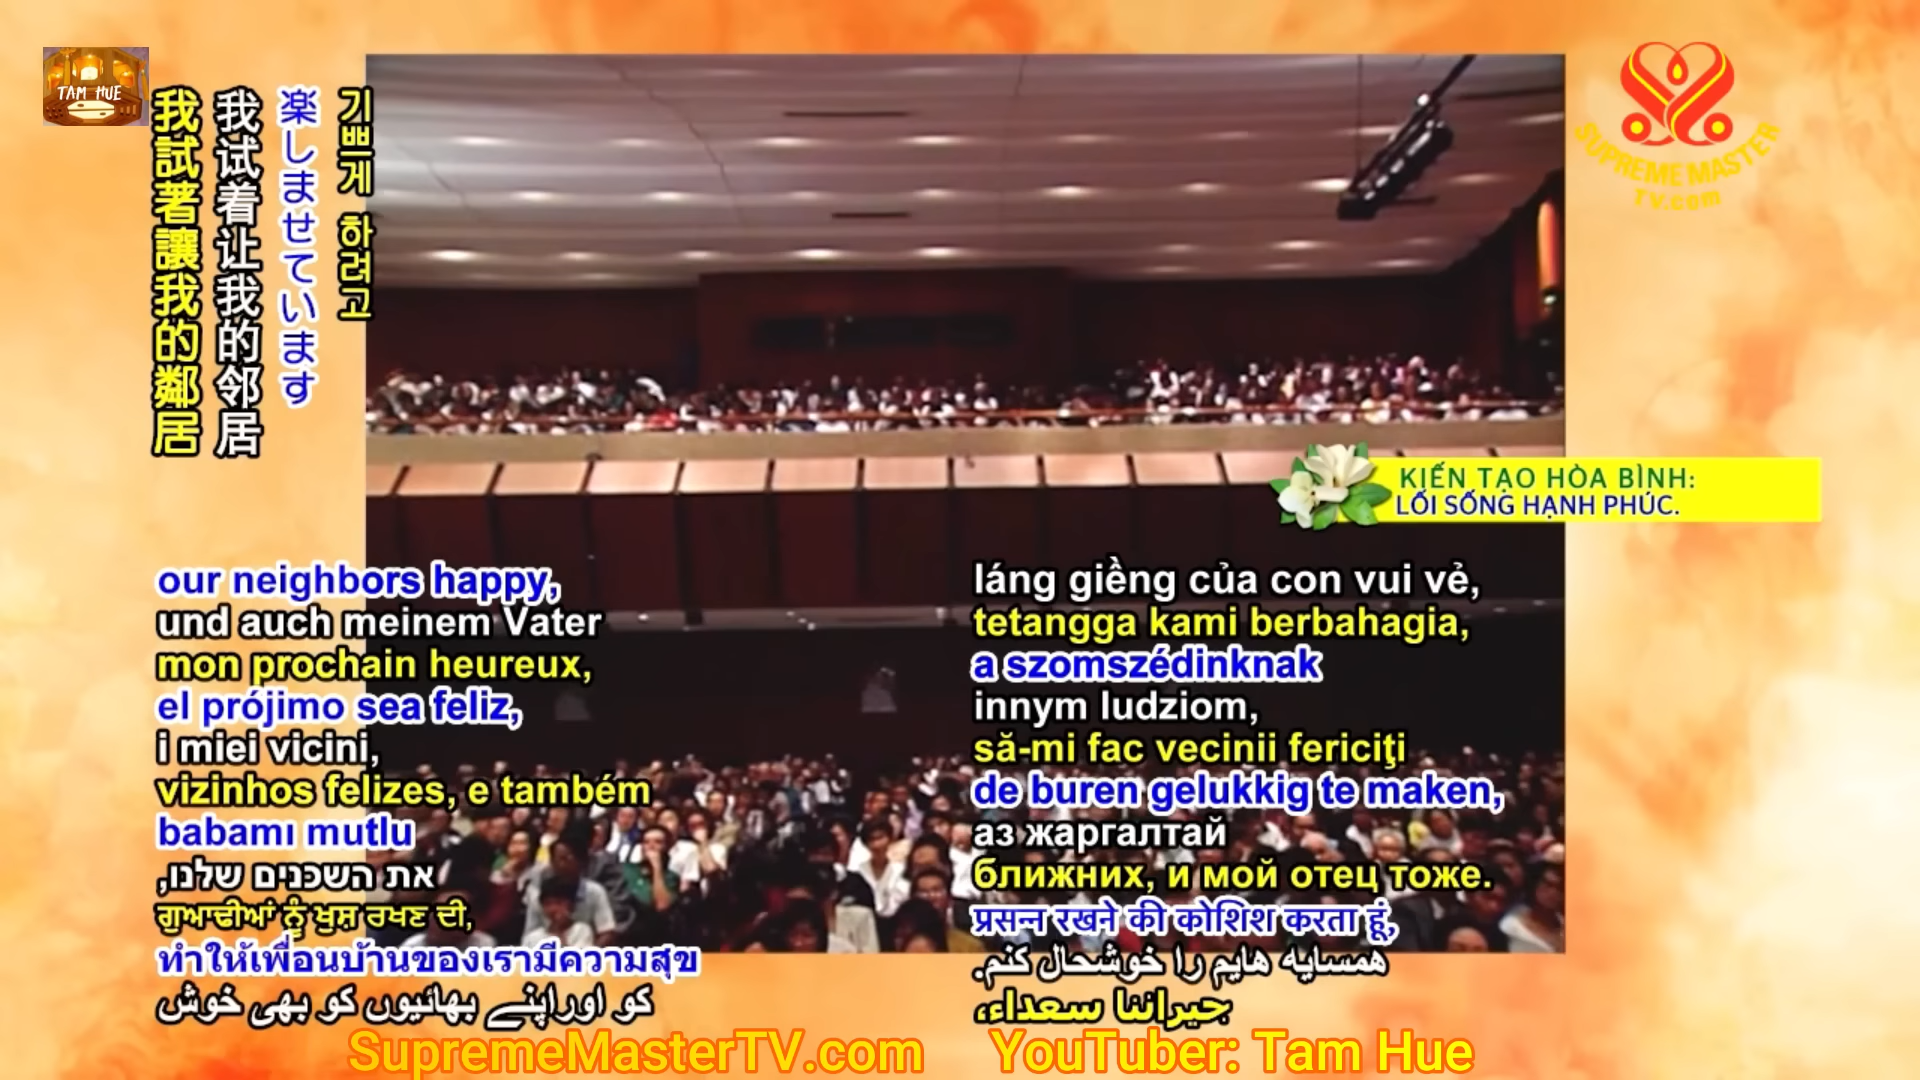 TAM HUE
我試著讓我的鄰居
我试着让我的邻居
楽しませています
기쁘게 하려고
SUPREME MASTER
TV.com
KIẾN TẠO HÒA BÌNH:
LỐI SỐNG HẠNH PHÚC.
our neighbors happy,
und auch meinem Vater
mon prochain heureux,
el prójimo sea feliz,
i miei vicini,
vizinhos felizes, e também
babamı mutlu
את השכנים שלנו,
ਗੁਆਢੀਆਂ ਨੂੰ ਖੁਸ਼ ਰਖਣ ਦੀ,
ทำให้เพื่อนบ้านของเรามีความสุข
کو اوراپنے بھائیوں کو بھی خوش
láng giềng của con vui vẻ,
tetangga kami berbahagia,
a szomszédinknak
innym ludziom,
să-mi fac vecinii fericiţi
de buren gelukkig te maken,
аз жаргалтай
ближних, и мой отец тоже.
प्रसन्न रखने की कोशिश करता हूं,
همسایه هایم را خوشحال کنم.
جيراننا سعداء،
SupremeMasterTV.com
YouTuber: Tam Hue